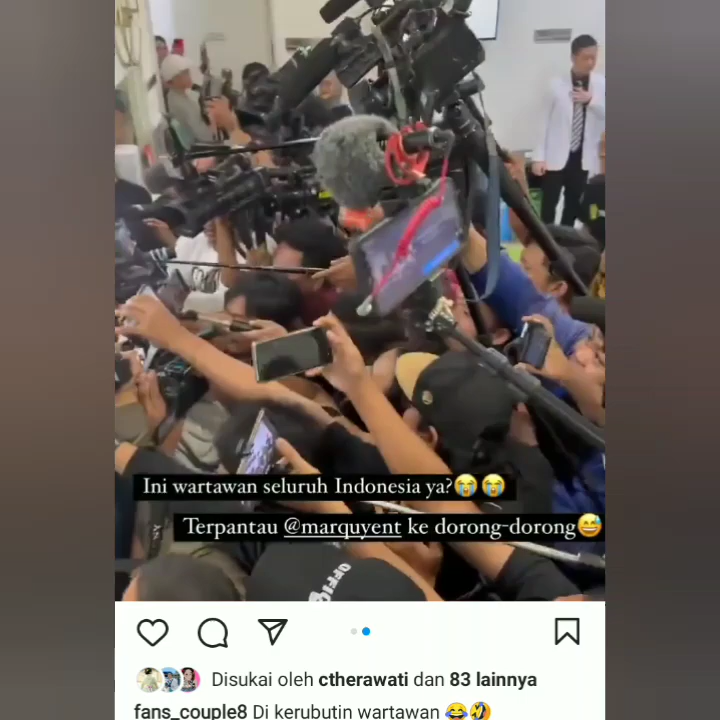 Ini wartawan seluruh Indonesia ya?😭😭
Terpantau @marquyent ke dorong-dorong😅
OFFIC
Disukai oleh ctherawati dan 83 lainnya
fans_couple8 Di kerubutin wartawan 😂🤣